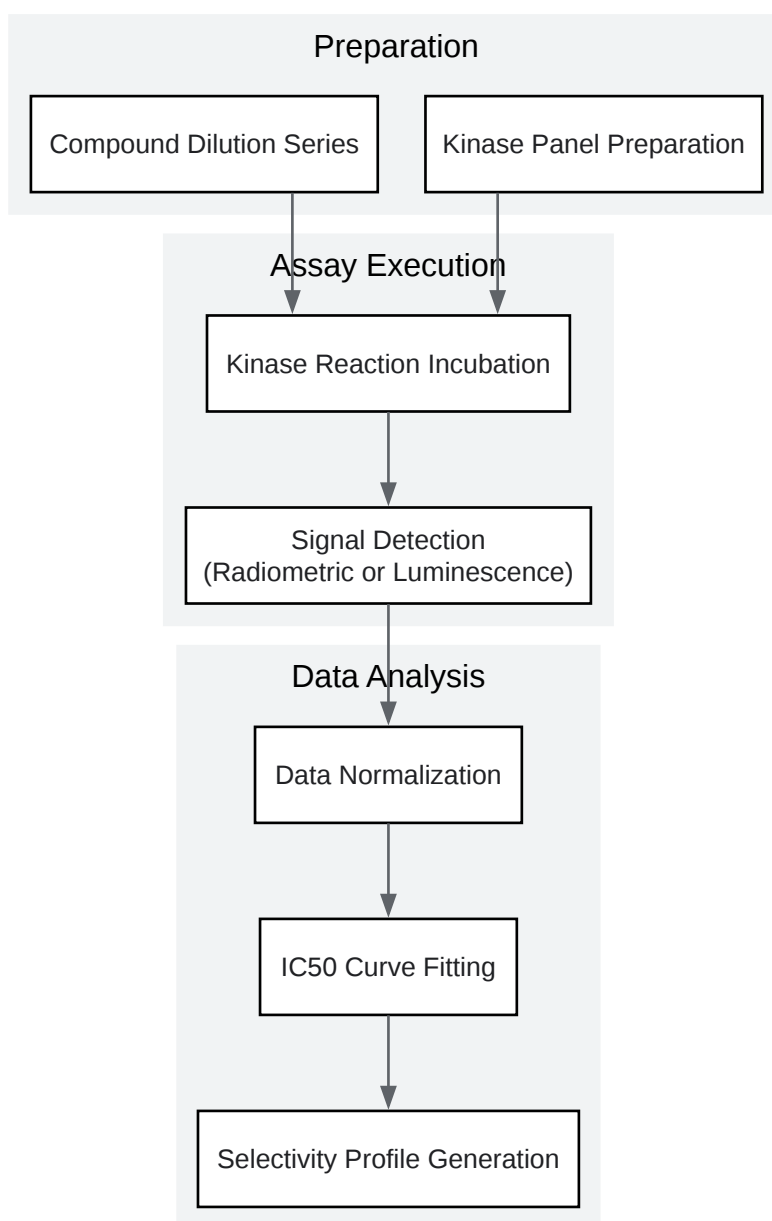 Preparation
Compound Dilution Series
Kinase Panel Preparation
Assay Execution
Kinase Reaction Incubation
Signal Detection
(Radiometric or Luminescence)
Data Analysis
Data Normalization
IC50 Curve Fitting
Selectivity Profile Generation